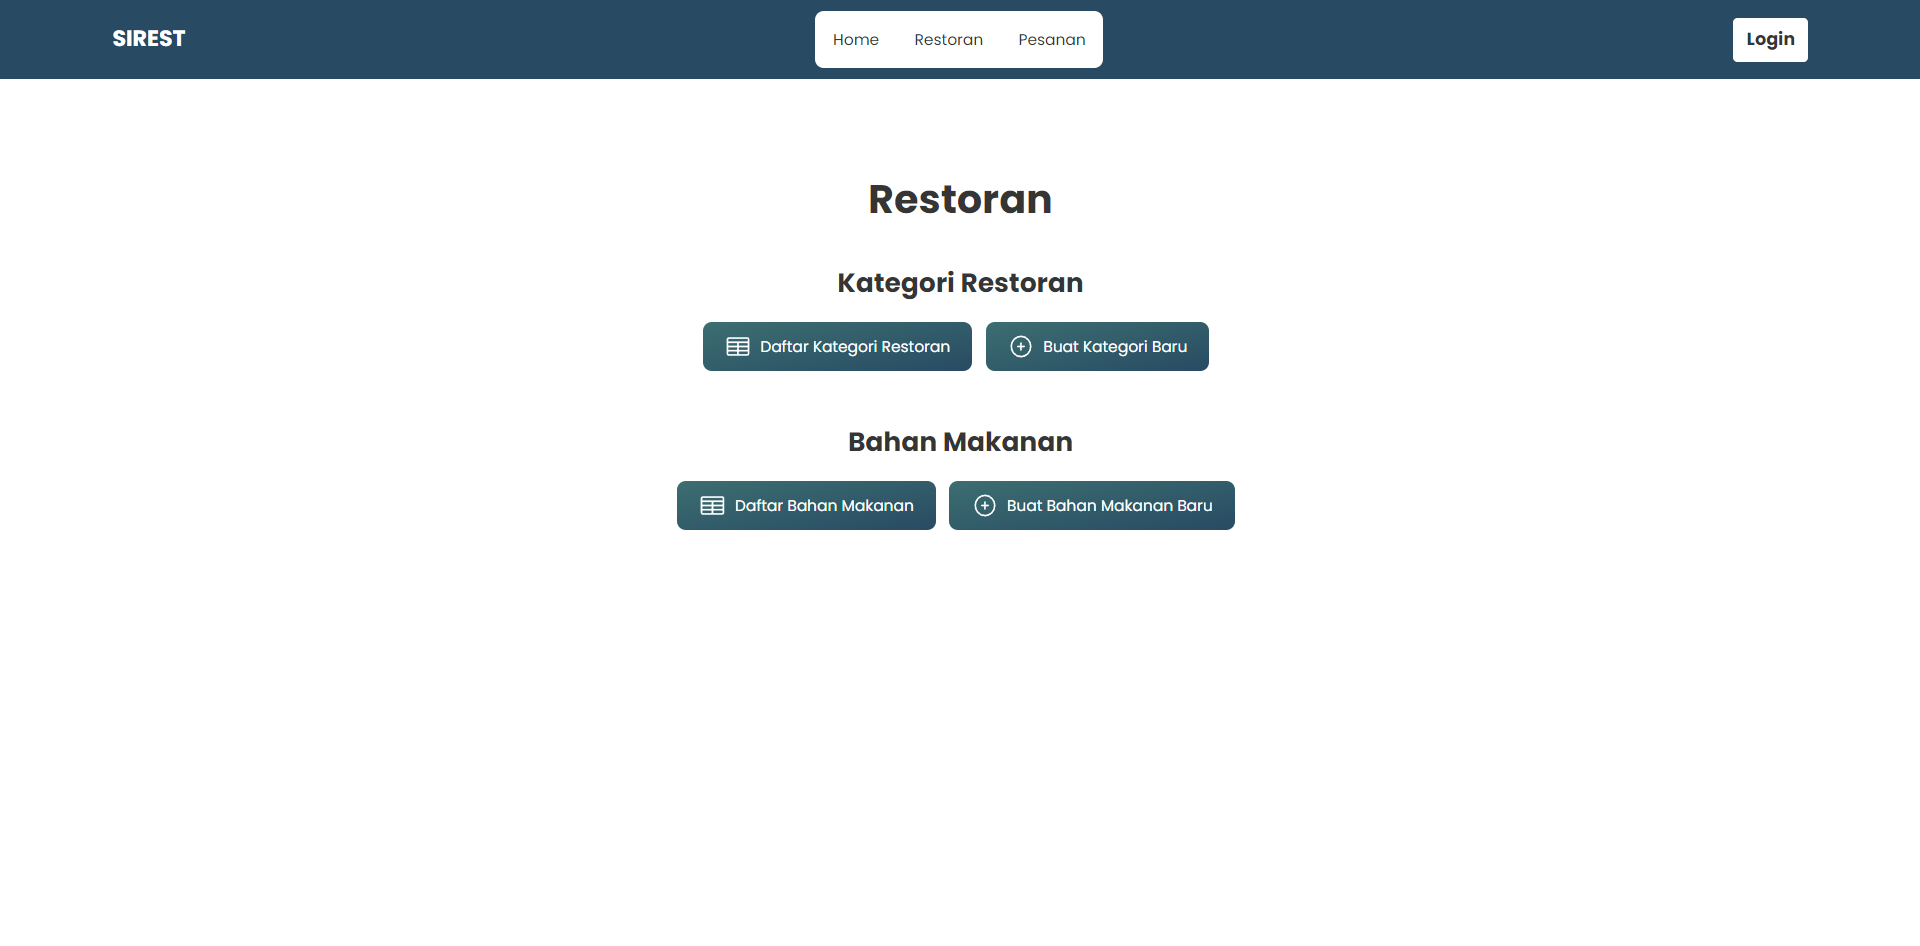 SIREST
Home Restoran Pesanan
Login
Restoran
Kategori Restoran
Daftar Kategori Restoran
Buat Kategori Baru
Bahan Makanan
Daftar Bahan Makanan
Buat Bahan Makanan Baru